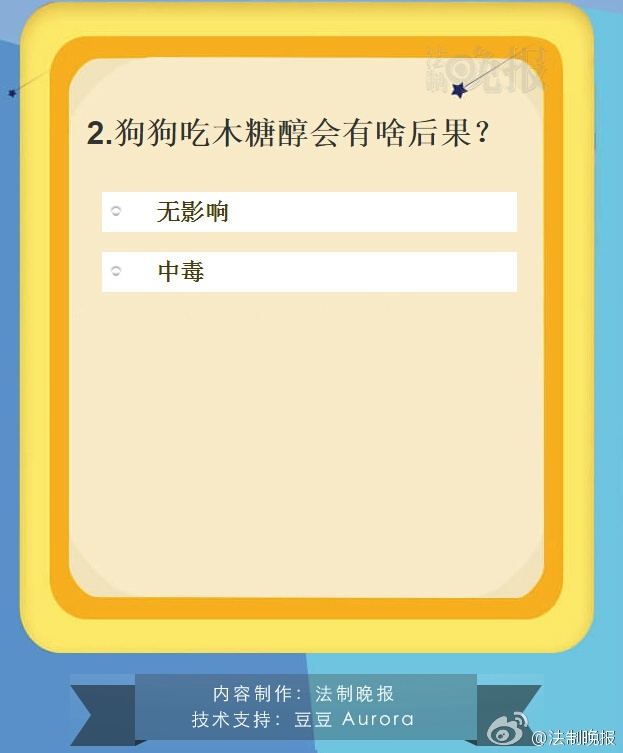 法制晚报
2.狗狗吃木糖醇会有啥后果？
无影响
中毒
内容制作：法制晚报
技术支持：豆豆 Aurora
@法制晚报